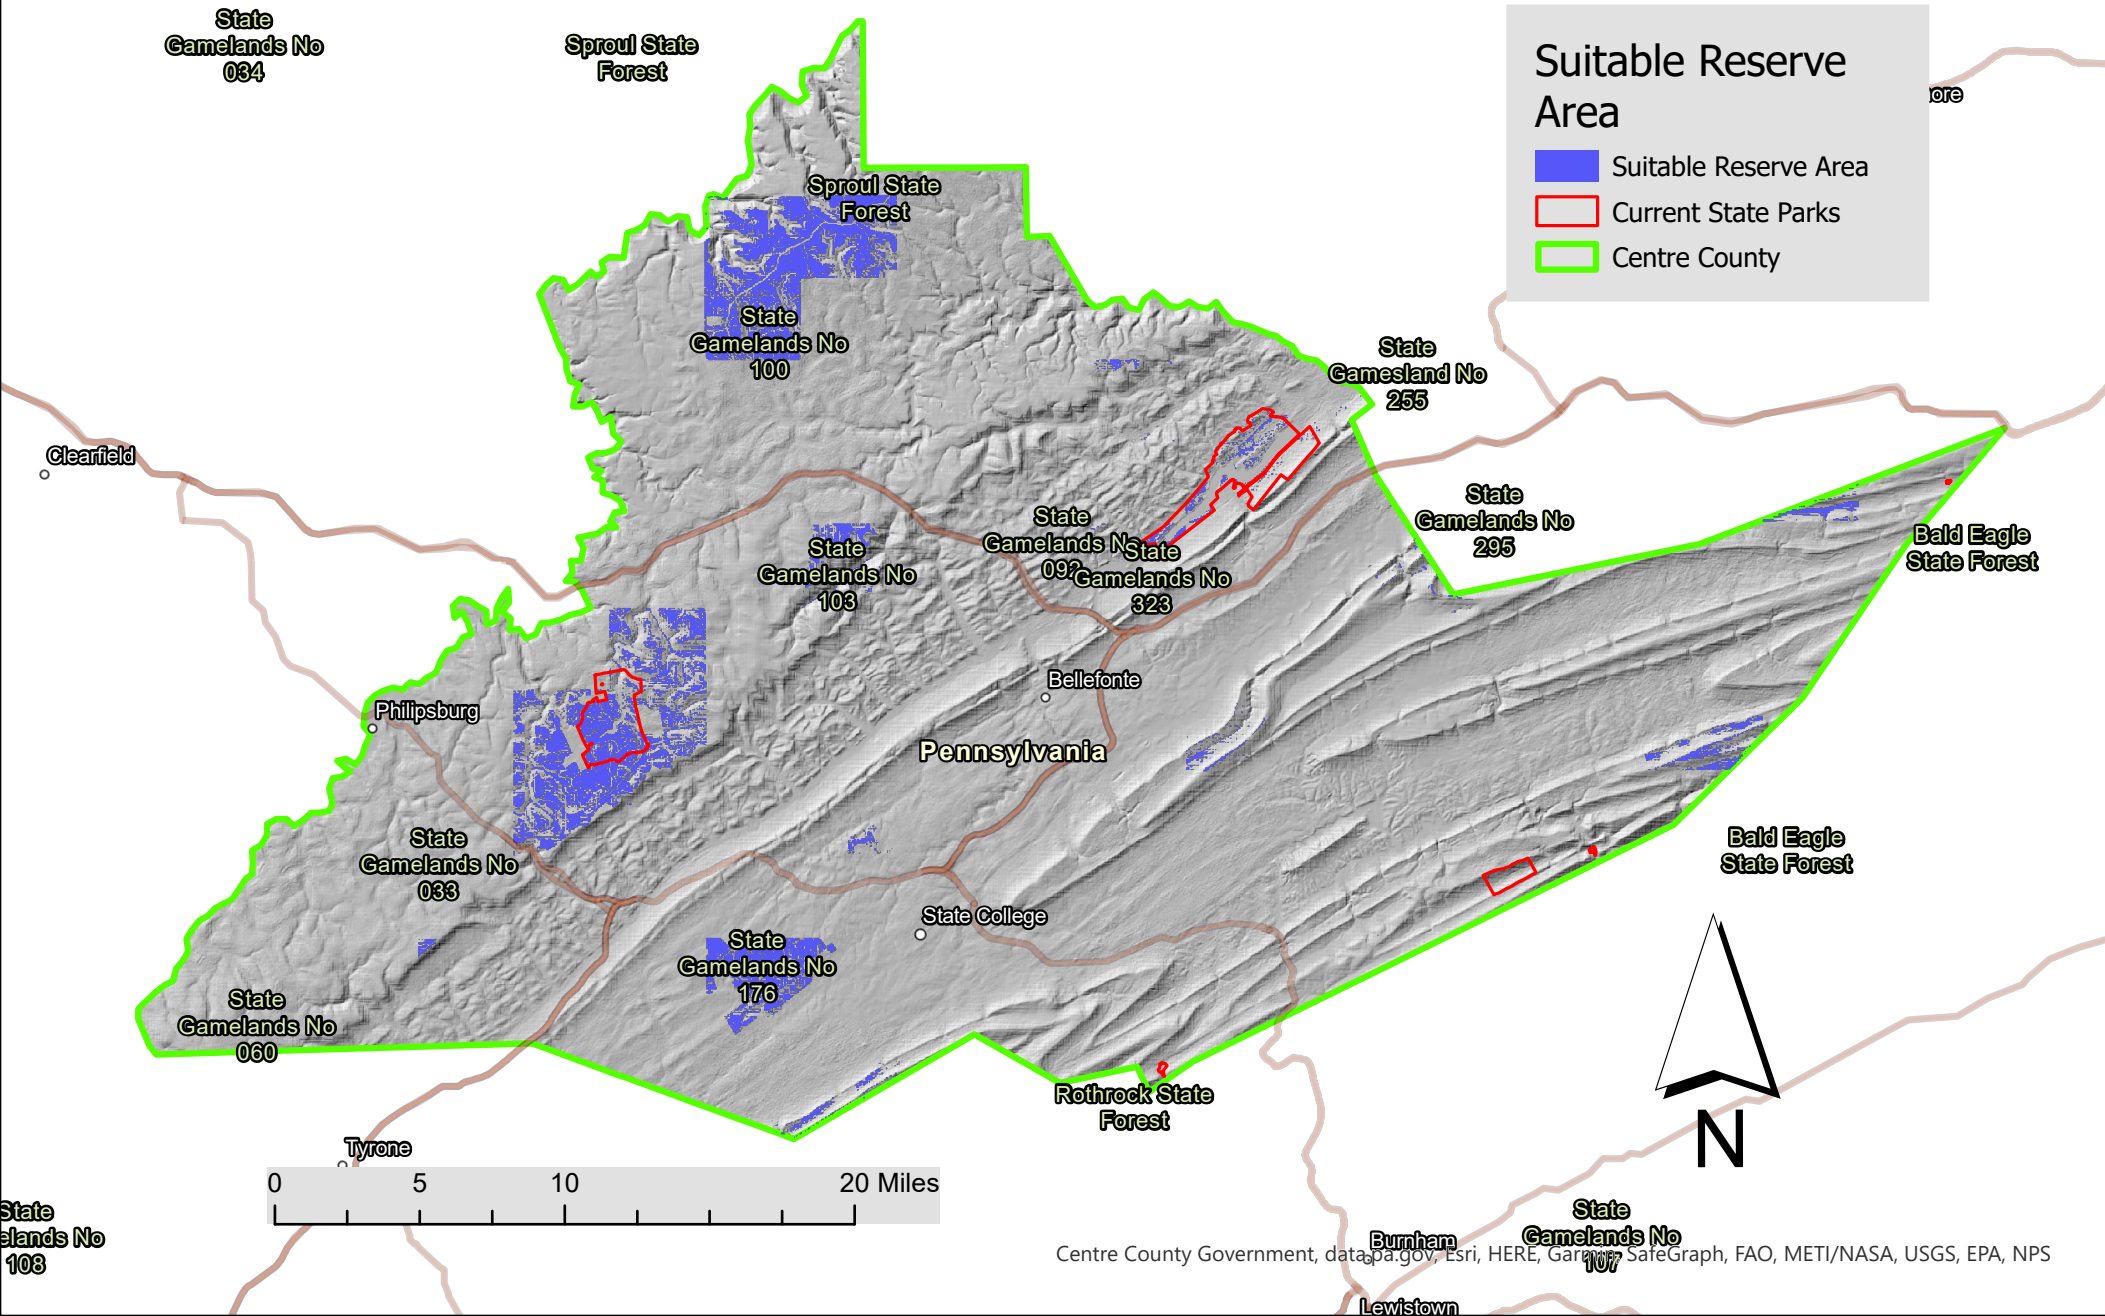 State
Gamelands No
034
Sproul State
Forest
Suitable Reserve
Area
Suitable Reserve Area
Current State Parks
Centre County
Sproul State
Forest
State
Gamelands No
100
State
Gamesland No
255
Clearfield
State
Gamelands No
295
State
Gamelands No
092
State
Gamelands No
323
State
Gamelands No
103
Bald Eagle
State Forest
Bellefonte
Philipsburg
Pennsylvania
State
Gamelands No
033
Bald Eagle
State Forest
State College
State
Gamelands No
176
State
Gamelands No
060
Rothrock State
Forest
N
Tyrone
0 5 10 20 Miles
State
elands No
108
State
Gamelands No
107
Burnham
Centre County Government, data.pa.gov, Esri, HERE, Garmin, SafeGraph, FAO, METI/NASA, USGS, EPA, NPS
Lewistown